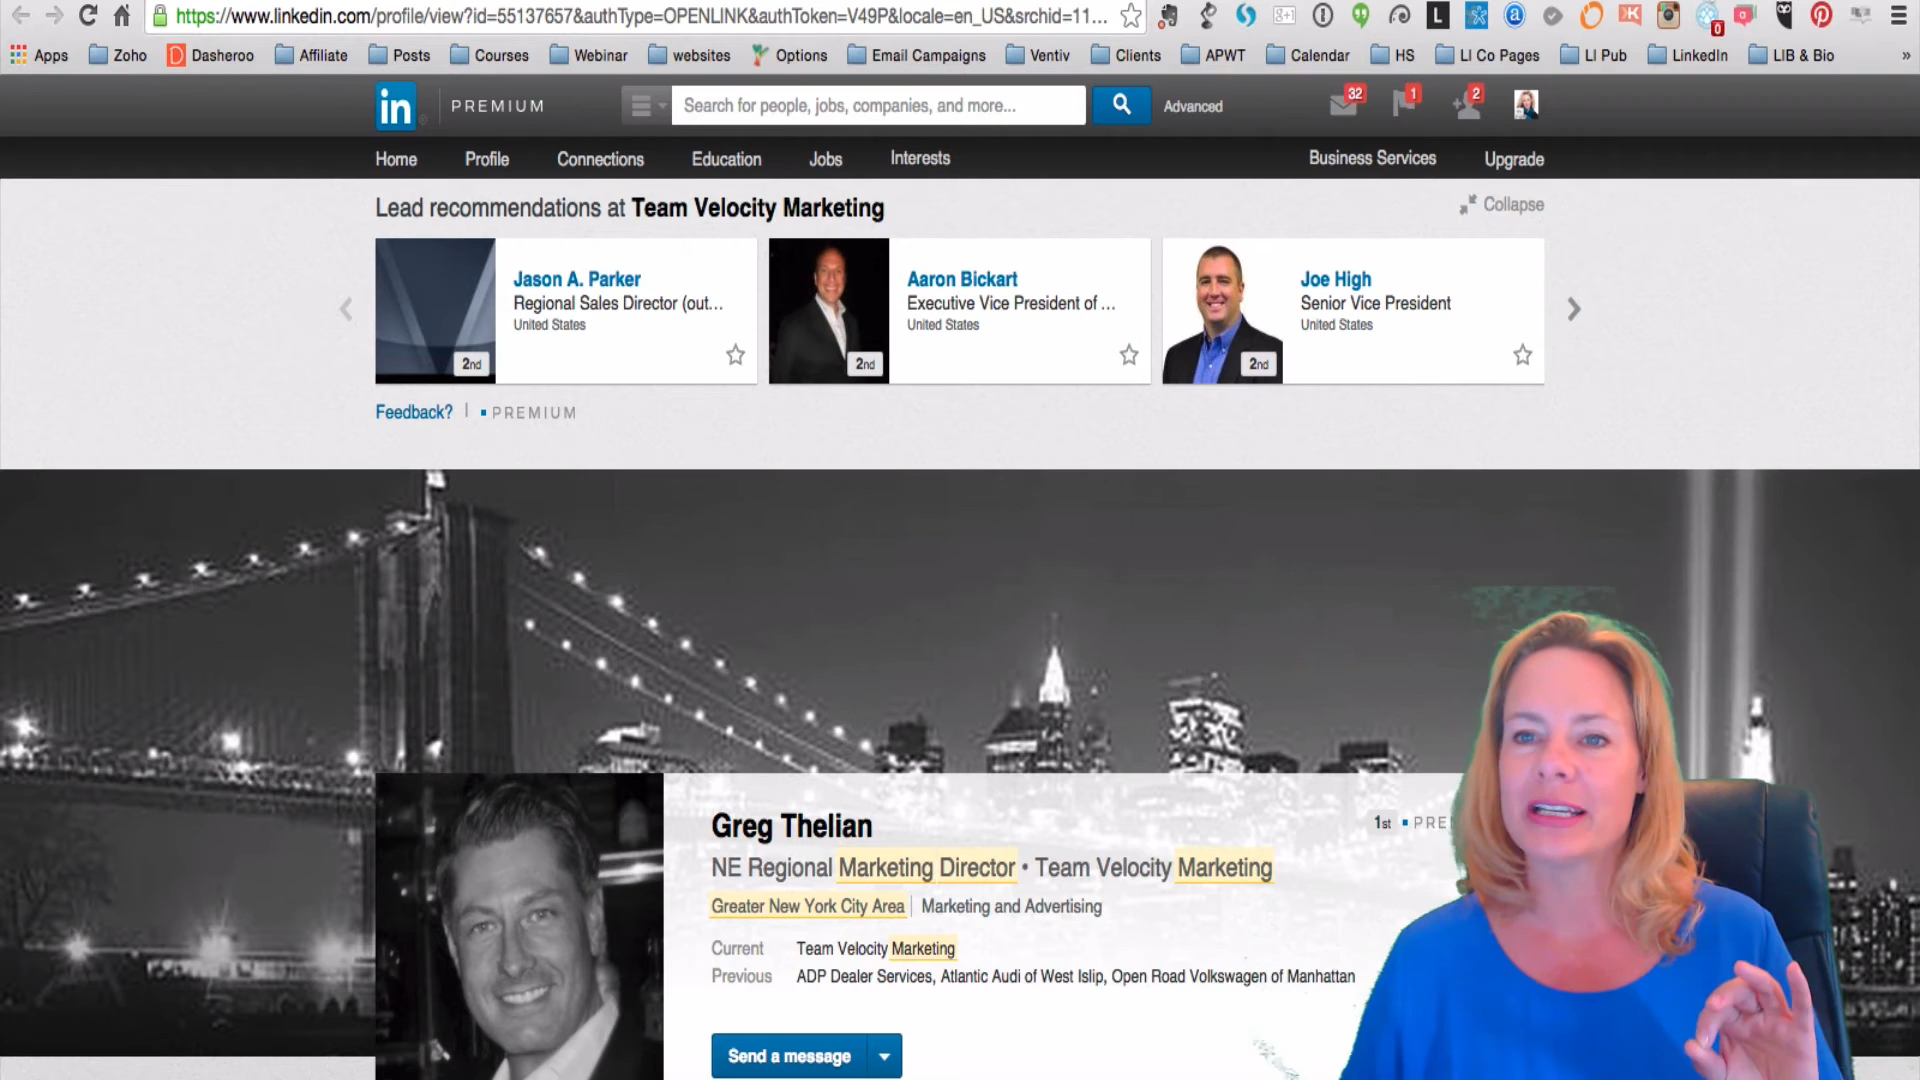 https://www.linkedin.com/profile/view?id=55137657&authType=OPENLINK&authToken=V49P&locale=en_US&srchid=11...
Apps Zoho Dasheroo Affiliate Posts Courses Webinar websites Options Email Campaigns Ventiv Clients APWT Calendar HS LI Co Pages LI Pub LinkedIn LIB & Bio »
in PREMIUM Search for people, jobs, companies, and more... Advanced 32 1 2
Home Profile Connections Education Jobs Interests Business Services Upgrade
Lead recommendations at Team Velocity Marketing Collapse
Jason A. Parker
Regional Sales Director (out...
United States
2nd
Aaron Bickart
Executive Vice President of ...
United States
2nd
Joe High
Senior Vice President
United States
2nd
Feedback? | PREMIUM
Greg Thelian
1st PRE
NE Regional Marketing Director • Team Velocity Marketing
Greater New York City Area | Marketing and Advertising
Current Team Velocity Marketing
Previous ADP Dealer Services, Atlantic Audi of West Islip, Open Road Volkswagen of Manhattan
Send a message